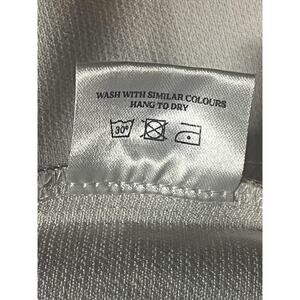 WASH WITH SIMILAR COLOURS
HANG TO DRY
30°